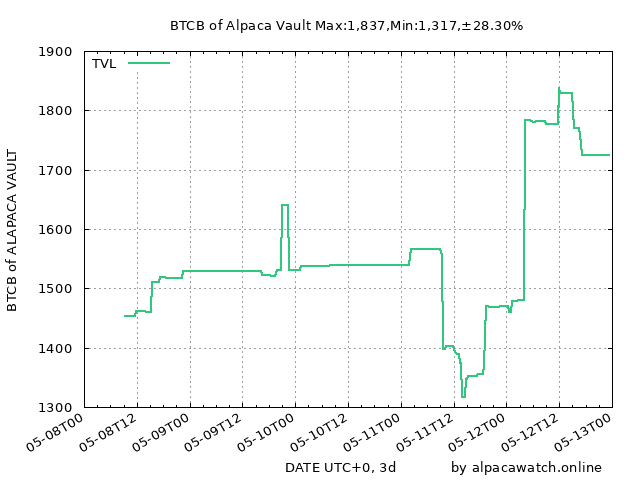 BTCB of Alpaca Vault Max:1,837,Min:1,317,±28.30%
TVL
1900
1800
1700
1600
1500
1400
1300
BTCB of ALAPACA VAULT
05-08T00
05-08T12
05-09T00
05-09T12
05-10T00
05-10T12
05-11T00
05-11T12
05-12T00
05-12T12
05-13T00
DATE UTC+0, 3d
by alpacawatch.online